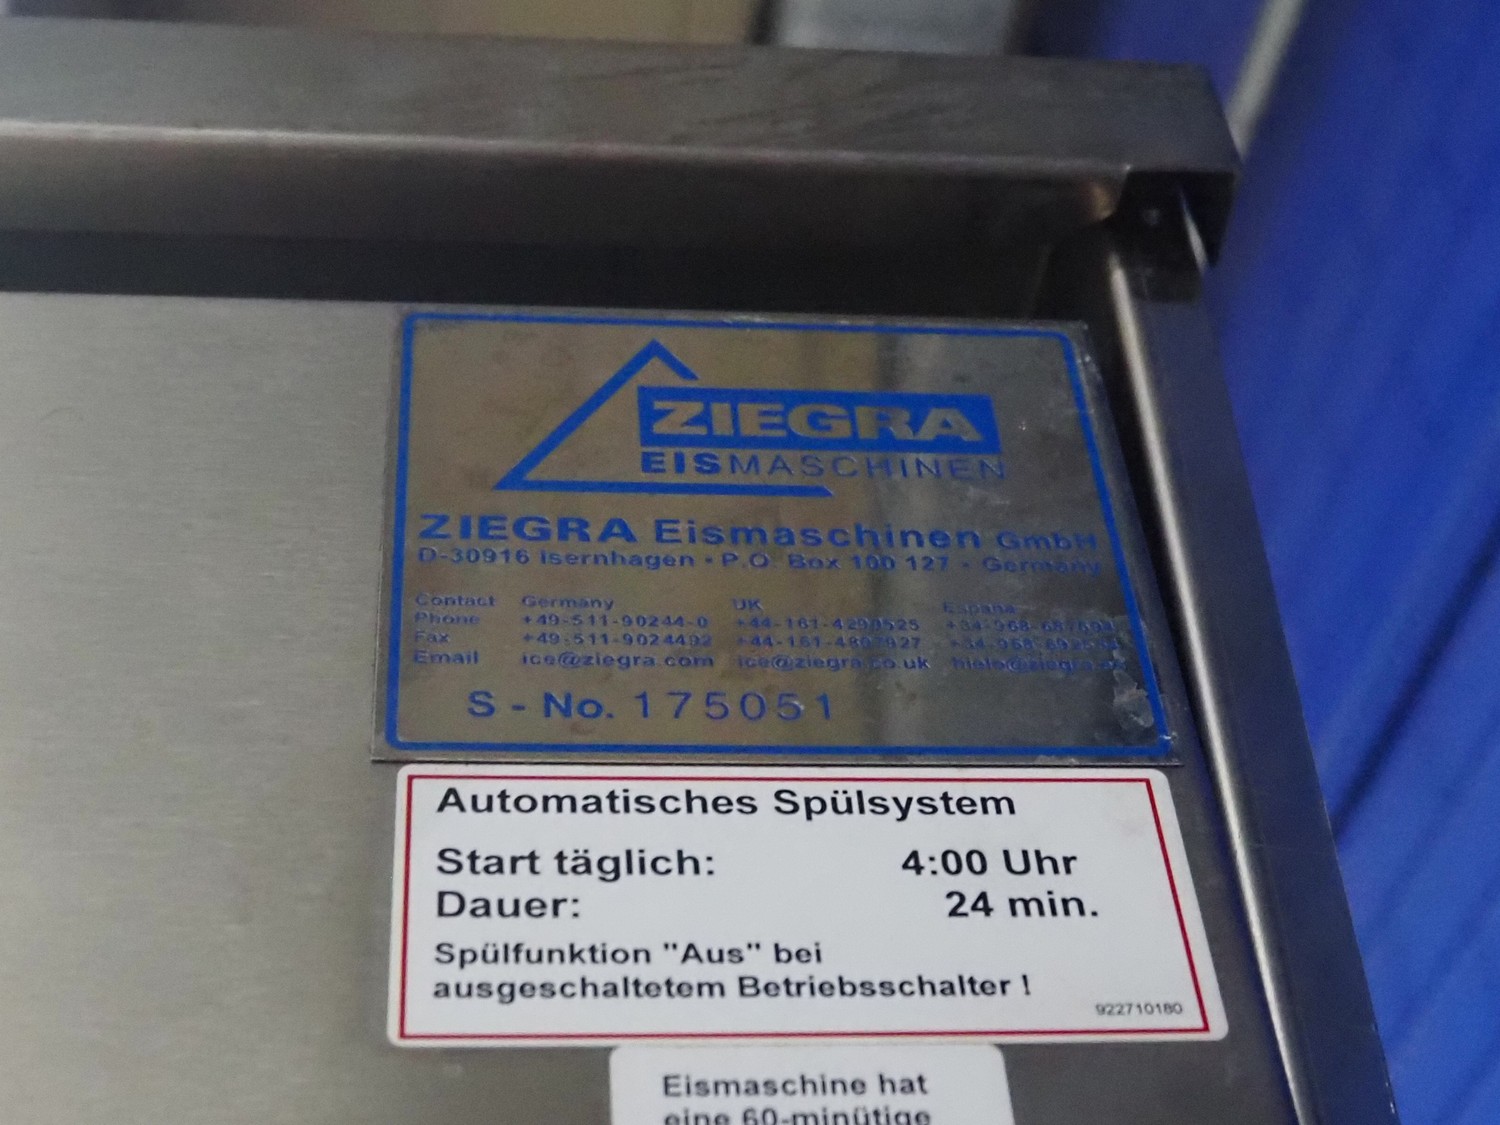 ZIEGRA
EISMASCHINEN
ZIEGRA Eismaschinen GmbH
D-30916 Isernhagen • P.O. Box 100 127 • Germany
Contact Germany UK Espana
Phone +49-511-90244-0
Fax +49-511-9024492
Email ice@ziegra.com ice@ziegra.co.uk
S - No. 175051
Automatisches Spülsystem
Start täglich: 4:00 Uhr
Dauer: 24 min.
Spülfunktion "Aus" bei
ausgeschaltetem Betriebsschalter !
922710180
Eismaschine hat
eine 60-minütige